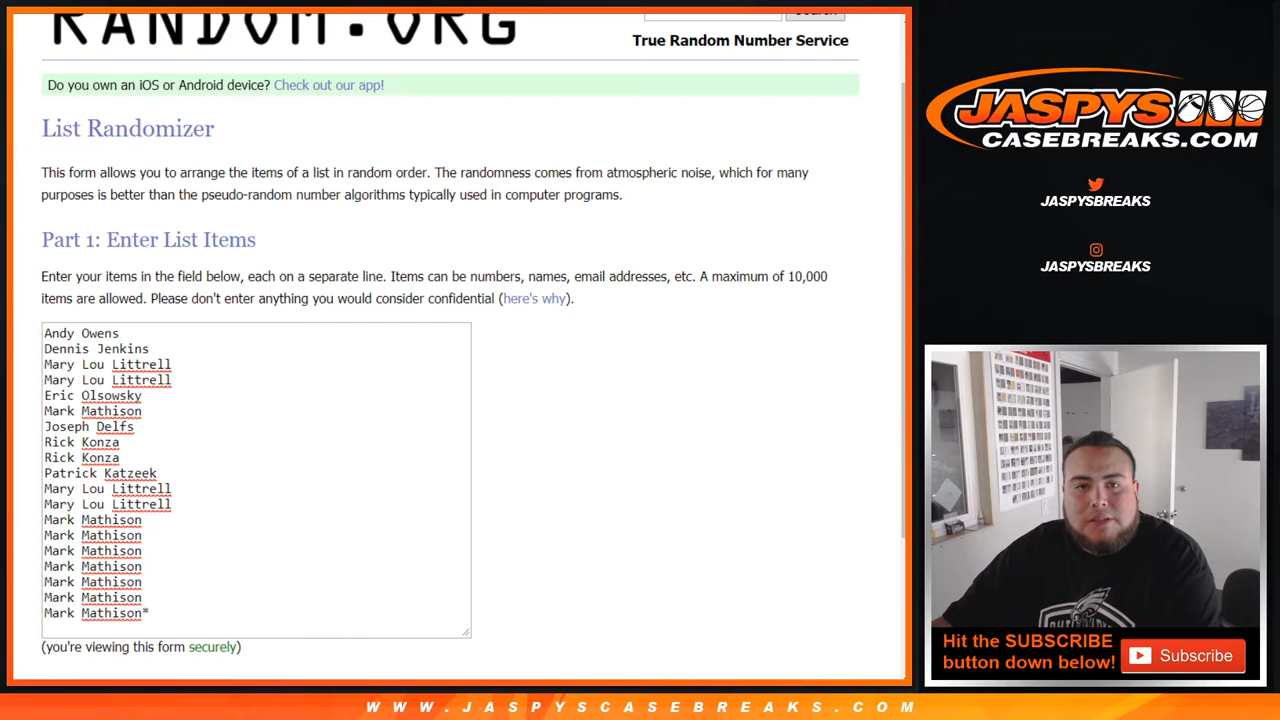 RANDOM.ORG
Search
True Random Number Service
Do you own an iOS or Android device? Check out our app!
List Randomizer
This form allows you to arrange the items of a list in random order. The randomness comes from atmospheric noise, which for many
purposes is better than the pseudo-random number algorithms typically used in computer programs.
Part 1: Enter List Items
Enter your items in the field below, each on a separate line. Items can be numbers, names, email addresses, etc. A maximum of 10,000
items are allowed. Please don't enter anything you would consider confidential (here's why).
Andy Owens
Dennis Jenkins
Mary Lou Littrell
Mary Lou Littrell
Eric Olsowsky
Mark Mathison
Joseph Delfs
Rick Konza
Rick Konza
Patrick Katzeek
Mary Lou Littrell
Mary Lou Littrell
Mark Mathison
Mark Mathison
Mark Mathison
Mark Mathison
Mark Mathison
Mark Mathison
Mark Mathison*
(you're viewing this form securely)
JASPYS
CASEBREAKS.COM
JASPYSBREAKS
JASPYSBREAKS
Hit the SUBSCRIBE
button down below!
Subscribe
WWW.JASPYSCASEBREAKS.COM